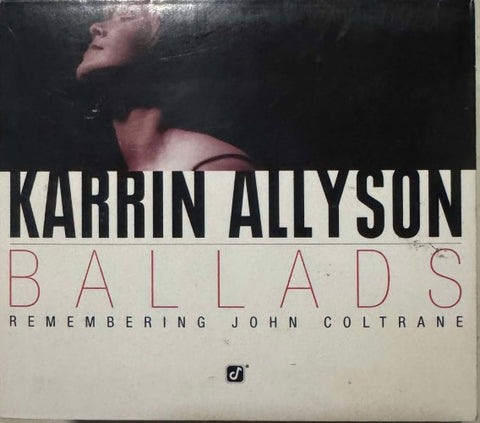 KARRIN ALLYSON
BALLADS
REMEMBERING JOHN COLTRANE